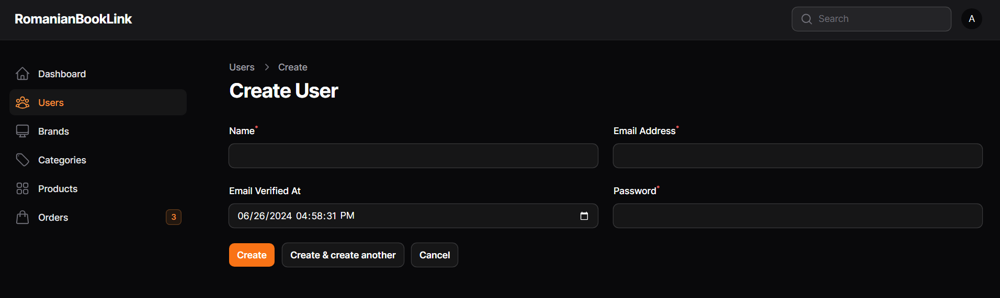 RomanianBookLink
Search
A
Dashboard
Users
Brands
Categories
Products
Orders
3
Users > Create
Create User
Name*
Email Address*
Email Verified At
Password*
06/26/2024 04:58:31 PM
Create
Create & create another
Cancel